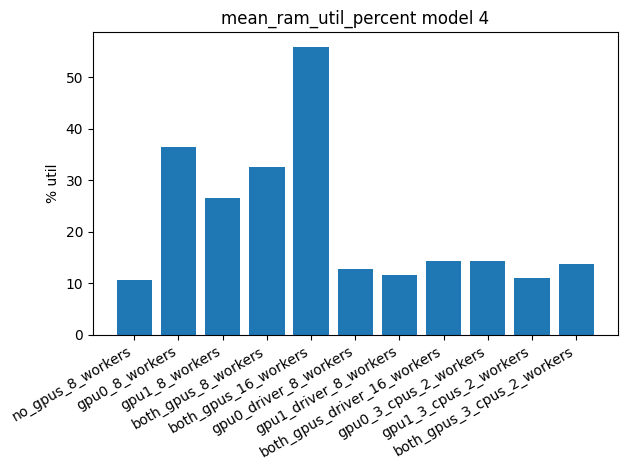 mean_ram_util_percent model 4
% util
50
40
30
20
10
0
no_gpus_8_workers
gpu0_8_workers
gpu1_8_workers
both_gpus_8_workers
both_gpus_16_workers
gpu0_driver_8_workers
gpu1_driver_8_workers
both_gpus_driver_16_workers
gpu0_3_cpus_2_workers
gpu1_3_cpus_2_workers
both_gpus_3_cpus_2_workers